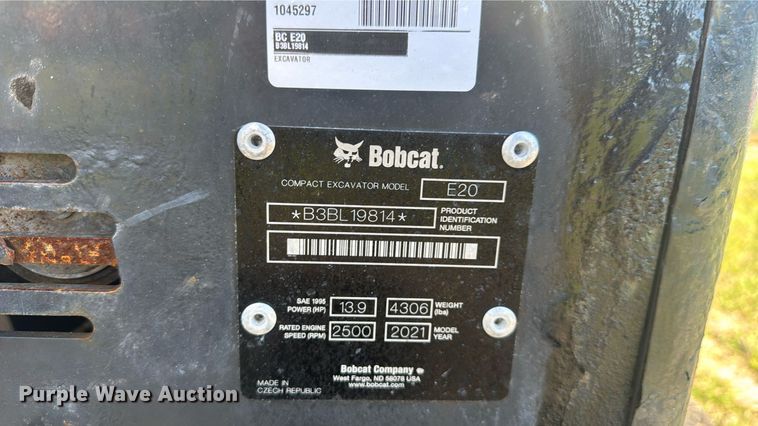 1045297
BC E20
B3BL19814
EXCAVATOR
Bobcat.
COMPACT EXCAVATOR MODEL E20
*B3BL19814* PRODUCT IDENTIFICATION NUMBER
SAE 1995 POWER (HP) 13.9 4306 WEIGHT (lbs)
RATED ENGINE SPEED (RPM) 2500 2021 MODEL YEAR
Bobcat Company
West Fargo, ND 58078 USA
www.bobcat.com
MADE IN
CZECH REPUBLIC
Purple Wave Auction